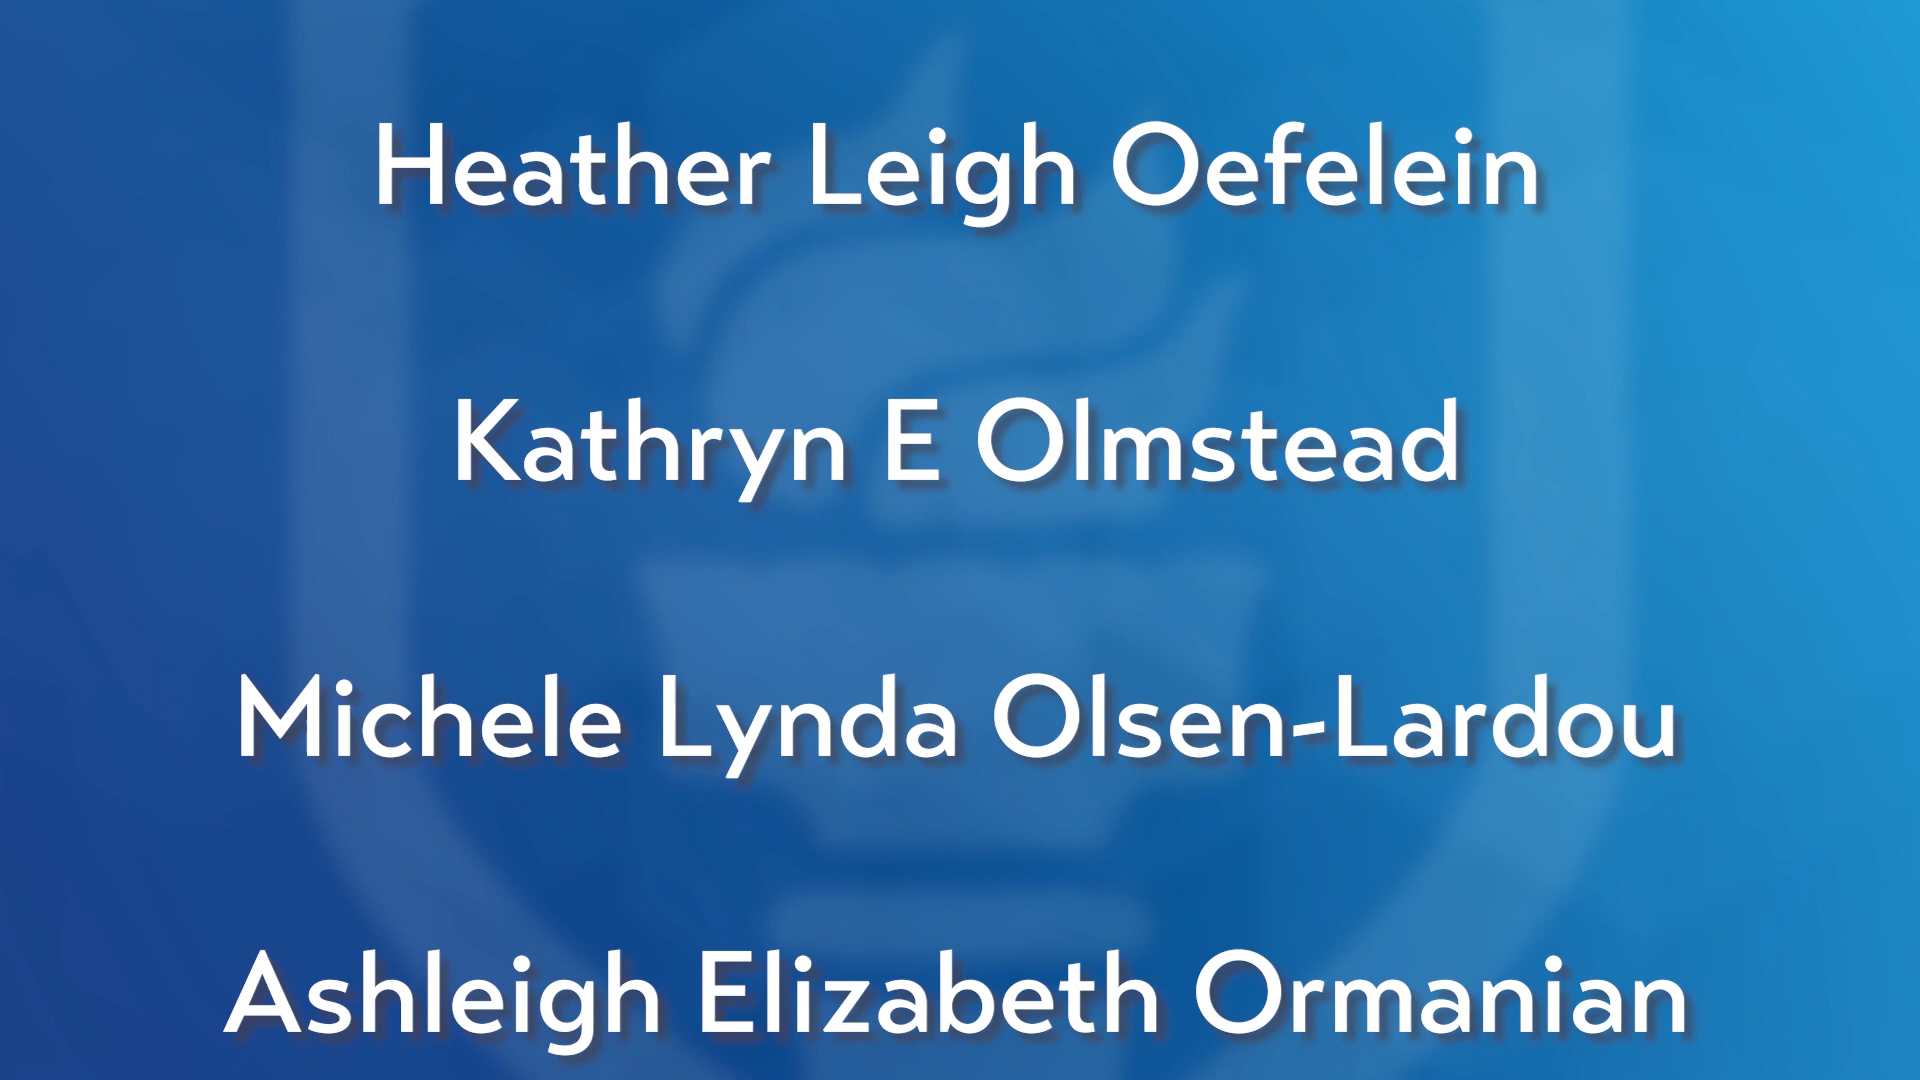 Heather Leigh Oefelein
Kathryn E Olmstead
Michele Lynda Olsen-Lardou
Ashleigh Elizabeth Ormanian